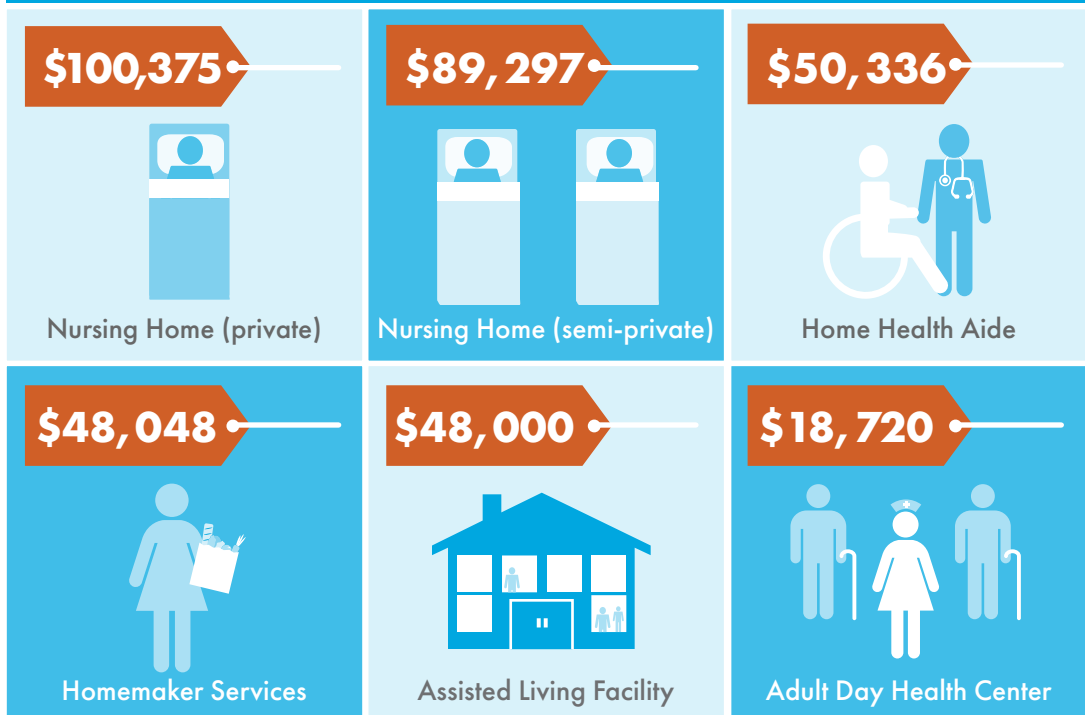 $100,375
Nursing Home (private)
$89,297
Nursing Home (semi-private)
$50,336
Home Health Aide
$48,048
Homemaker Services
$48,000
Assisted Living Facility
$18,720
Adult Day Health Center